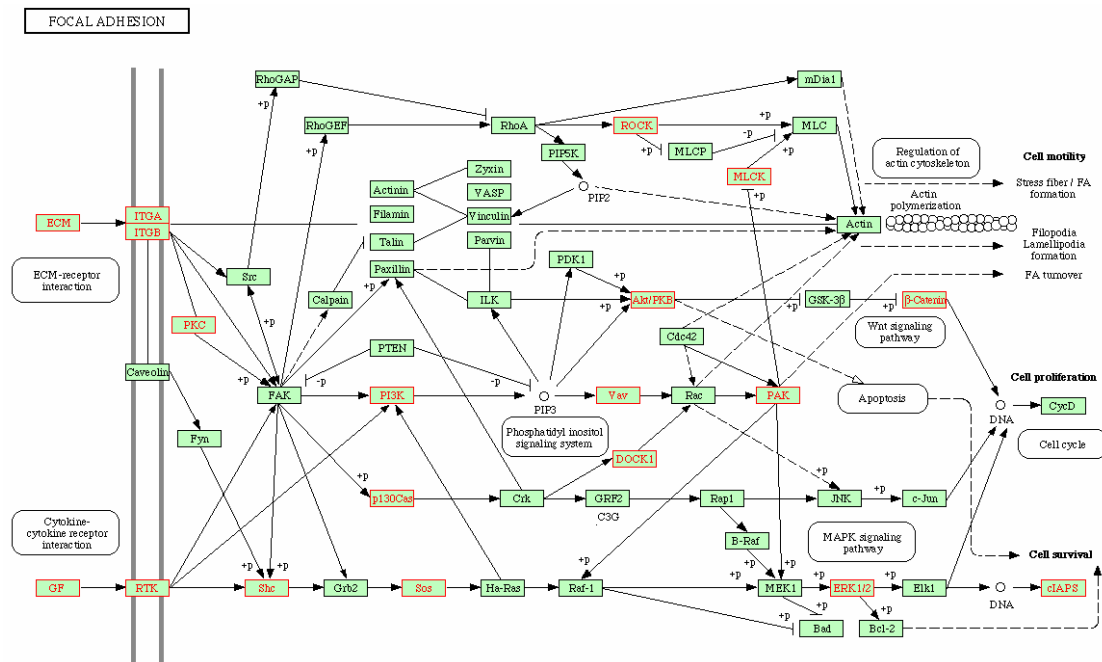 FOCAL ADHESION
RhoGAP
mDia1
+p
RhoGEF
RhoA
ROCK
+p
MLC
+p
-p
+p
MLCP
+p
PIP5K
Regulation of
actin cytoskeleton
Cell motility
Zyxin
MLCK
Actinin
VASP
PIP2
+p
Stress fiber / FA
formation
Actin
polymerization
ECM
ITGA
ITGB
Filamin
Vinculin
Actin
Talin
Parvin
Filopodia
Lamellipodia
formation
ECM-receptor
interaction
Src
Paxillin
PDK1
+p
FA turnover
Calpain
+p
ILK
+p
Akt/PKB
GSK-3β
+p
β-Catenin
PKC
+p
Wnt signaling
pathway
Cdc42
PTEN
Caveolin
+p
-p
-p
Cell proliferation
FAK
PI3K
PIP3
Vav
Rac
PAK
Apoptosis
DNA
CycD
Phosphatidyl inositol
signaling system
Fyn
Cell cycle
DOCK1
+p
+p
+p
p130Cas
Crk
GRF2
Rap1
JNK
c-Jun
C3G
Cytokine-
cytokine receptor
interaction
MAPK signaling
pathway
B-Raf
Cell survival
+p
+p
+p
+p
+p
+p
+p
GF
RTK
Shc
Grb2
Sos
Ha-Ras
Raf-1
MEK1
ERK1/2
Elk1
DNA
cIAPS
+p
+p
Bad
Bcl-2